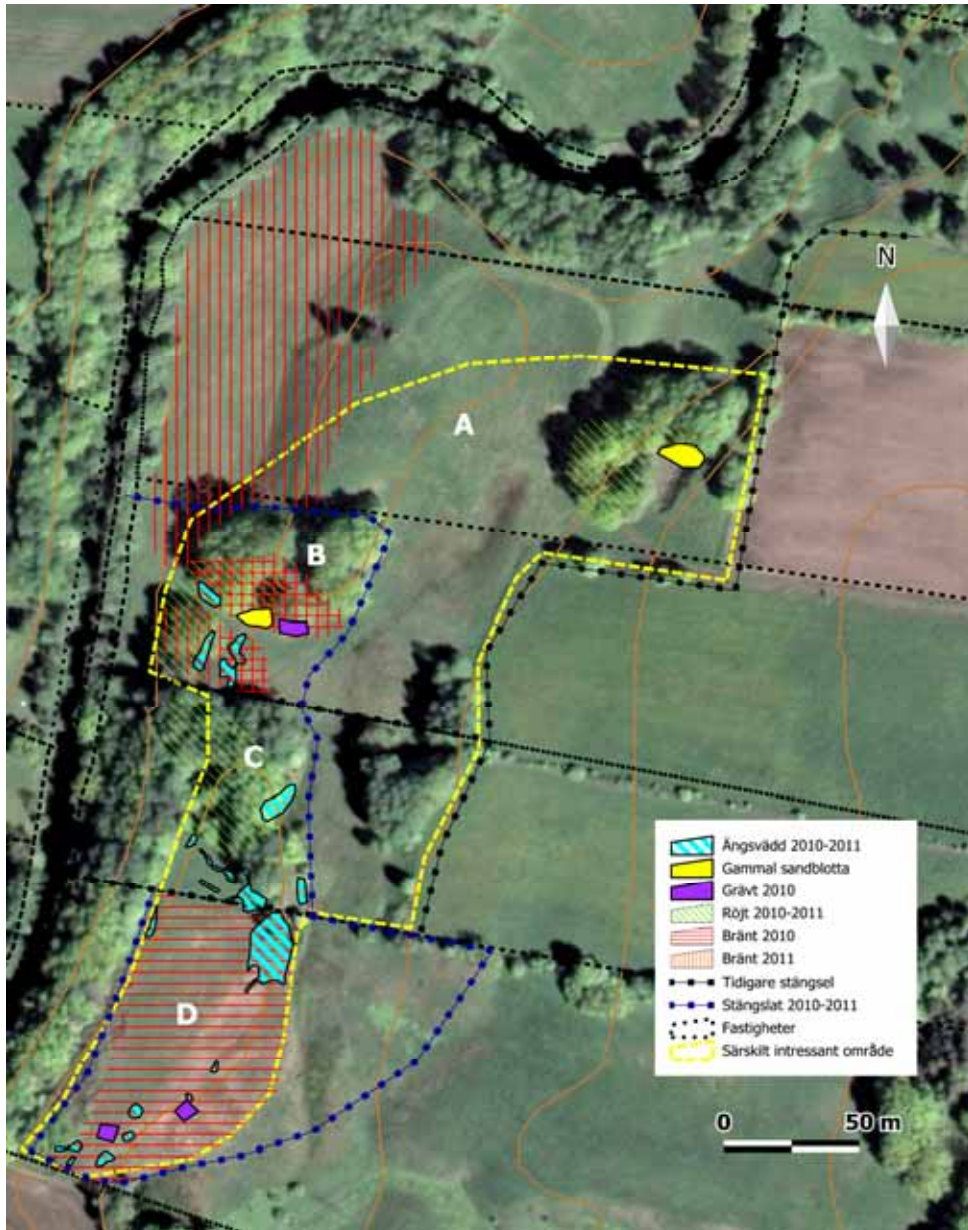 N
A
B
C
D
Ängsvädd 2010-2011
Gammal sandblotta
Grävt 2010
Röjt 2010-2011
Bränt 2010
Bränt 2011
Tidigare stängsel
Stängslat 2010-2011
Fastigheter
Särskilt intressant område
0 50 m